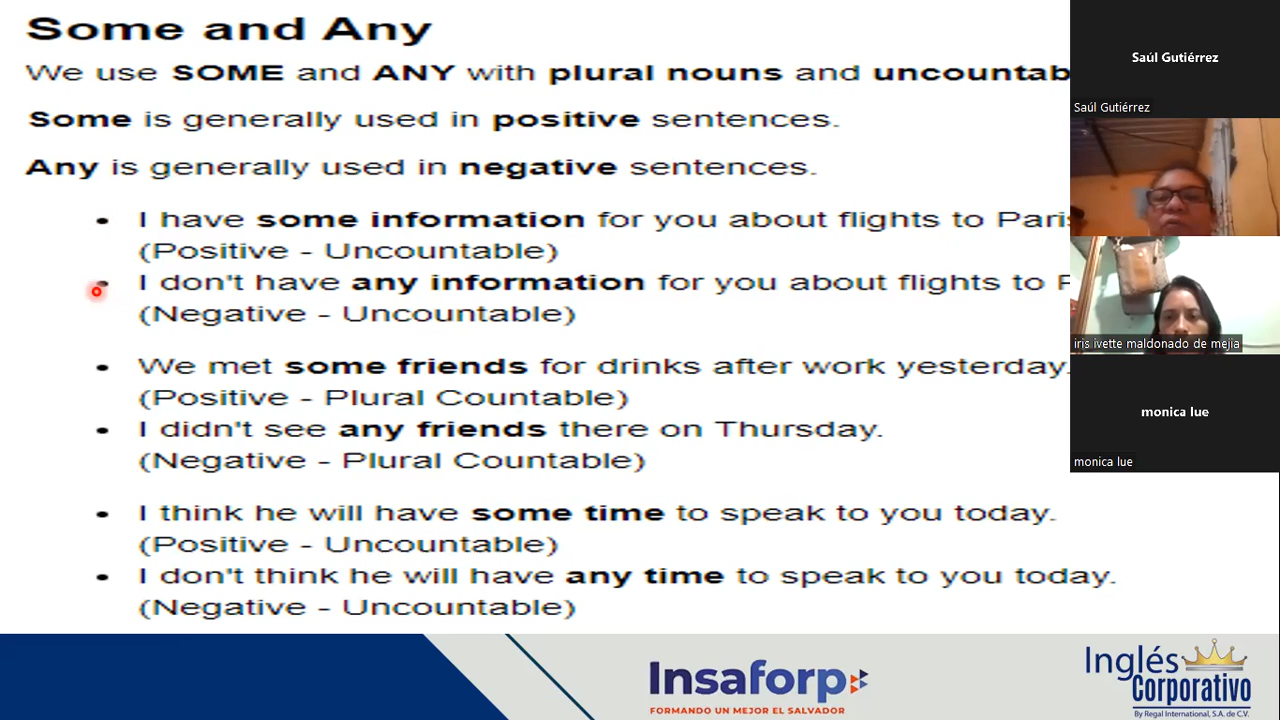 Some and Any
We use SOME and ANY with plural nouns and uncountab
Some is generally used in positive sentences.
Any is generally used in negative sentences.
I have some information for you about flights to Paris
(Positive - Uncountable)
I don't have any information for you about flights to P
(Negative - Uncountable)
We met some friends for drinks after work yesterday.
(Positive - Plural Countable)
I didn't see any friends there on Thursday.
(Negative - Plural Countable)
I think he will have some time to speak to you today.
(Positive - Uncountable)
I don't think he will have any time to speak to you today.
(Negative - Uncountable)
Saúl Gutiérrez
Saúl Gutiérrez
iris ivette maldonado de mejia
monica lue
monica lue
Insaforp
FORMANDO UN MEJOR EL SALVADOR
Inglés
Corporativo
By Regal International, S.A. de C.V.